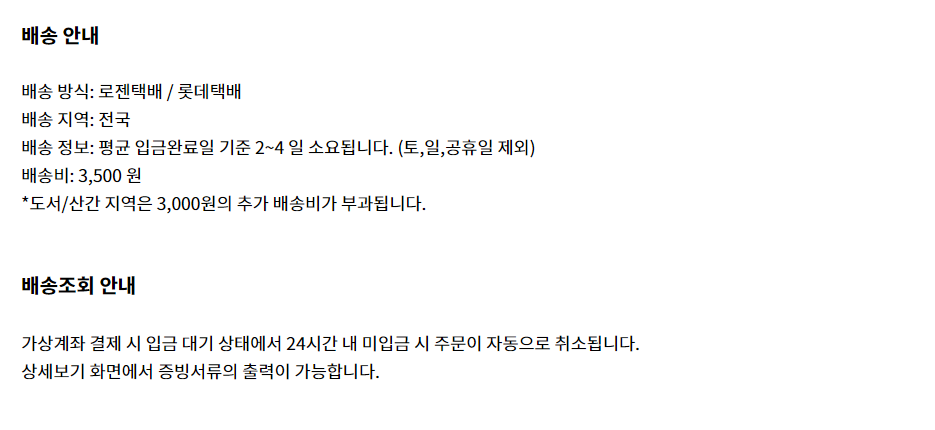 배송 안내
배송 방식: 로젠택배 / 롯데택배
배송 지역: 전국
배송 정보: 평균 입금완료일 기준 2~4 일 소요됩니다. (토,일,공휴일 제외)
배송비: 3,500 원
*도서/산간 지역은 3,000원의 추가 배송비가 부과됩니다.
배송조회 안내
가상계좌 결제 시 입금 대기 상태에서 24시간 내 미입금 시 주문이 자동으로 취소됩니다.
상세보기 화면에서 증빙서류의 출력이 가능합니다.